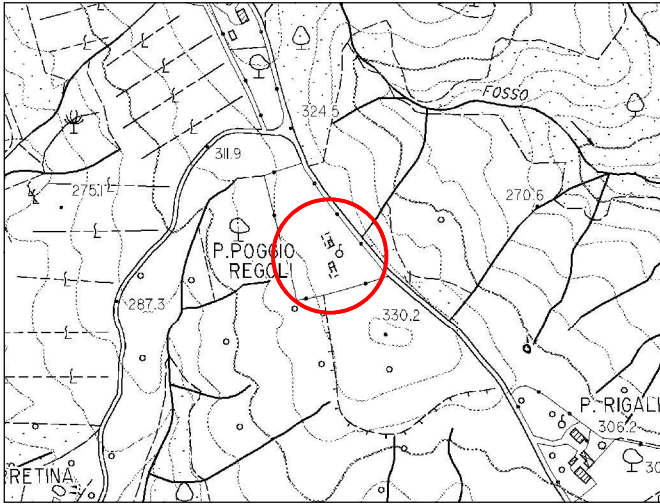 FOSSO
324.5
311.9
275.1
270.6
P.POGGIO
REGOLI
287.3
330.2
P. RIGALI
306.2
RETINA
30